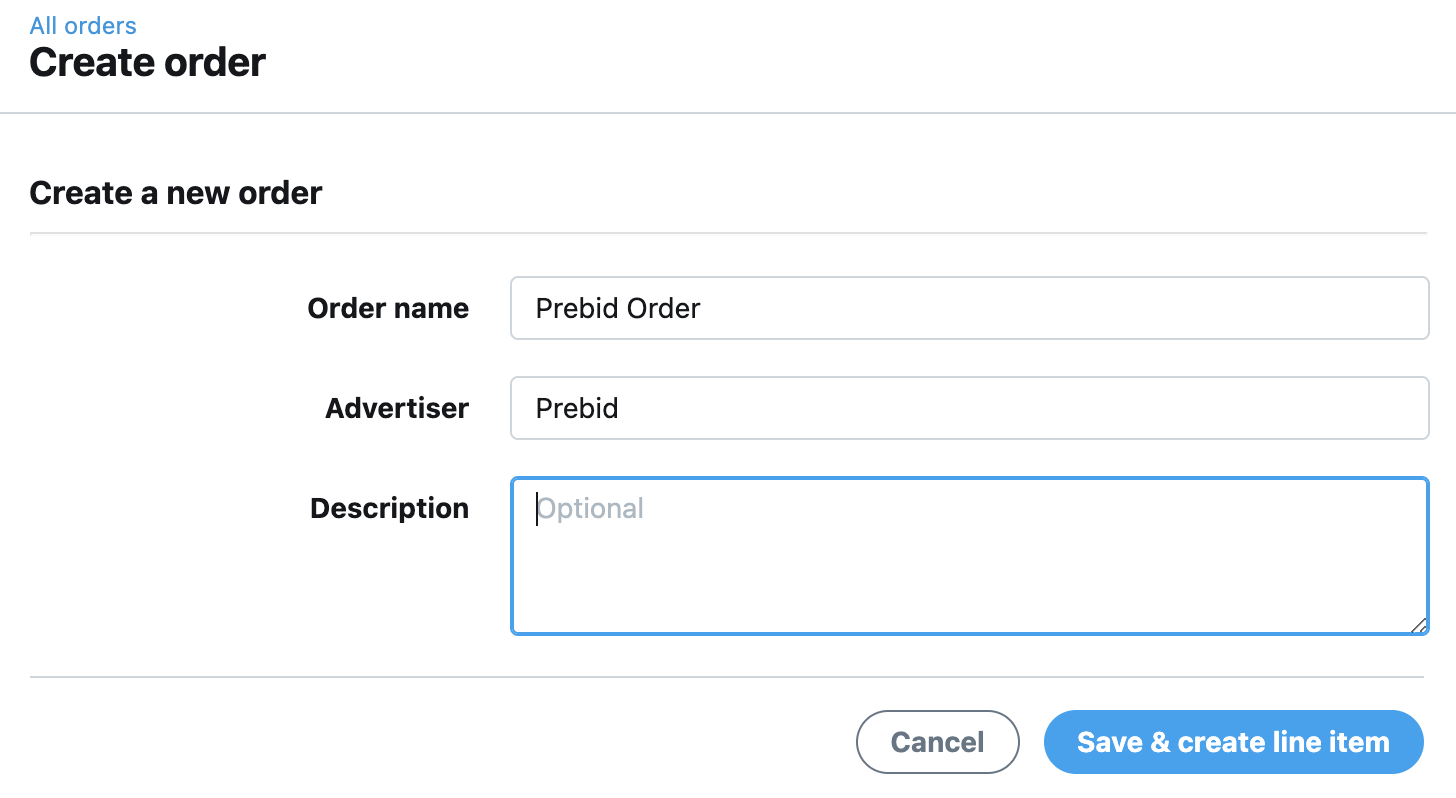 All orders
Create order
Create a new order
Order name
Prebid Order
Advertiser
Prebid
Description
Optional
Cancel
Save & create line item